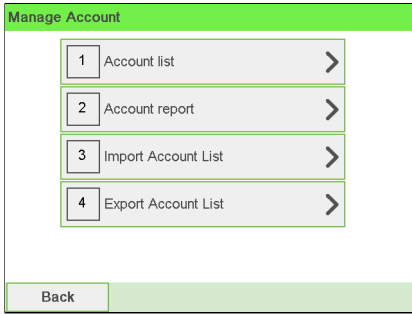 Manage Account
1 Account list
2 Account report
3 Import Account List
4 Export Account List
Back